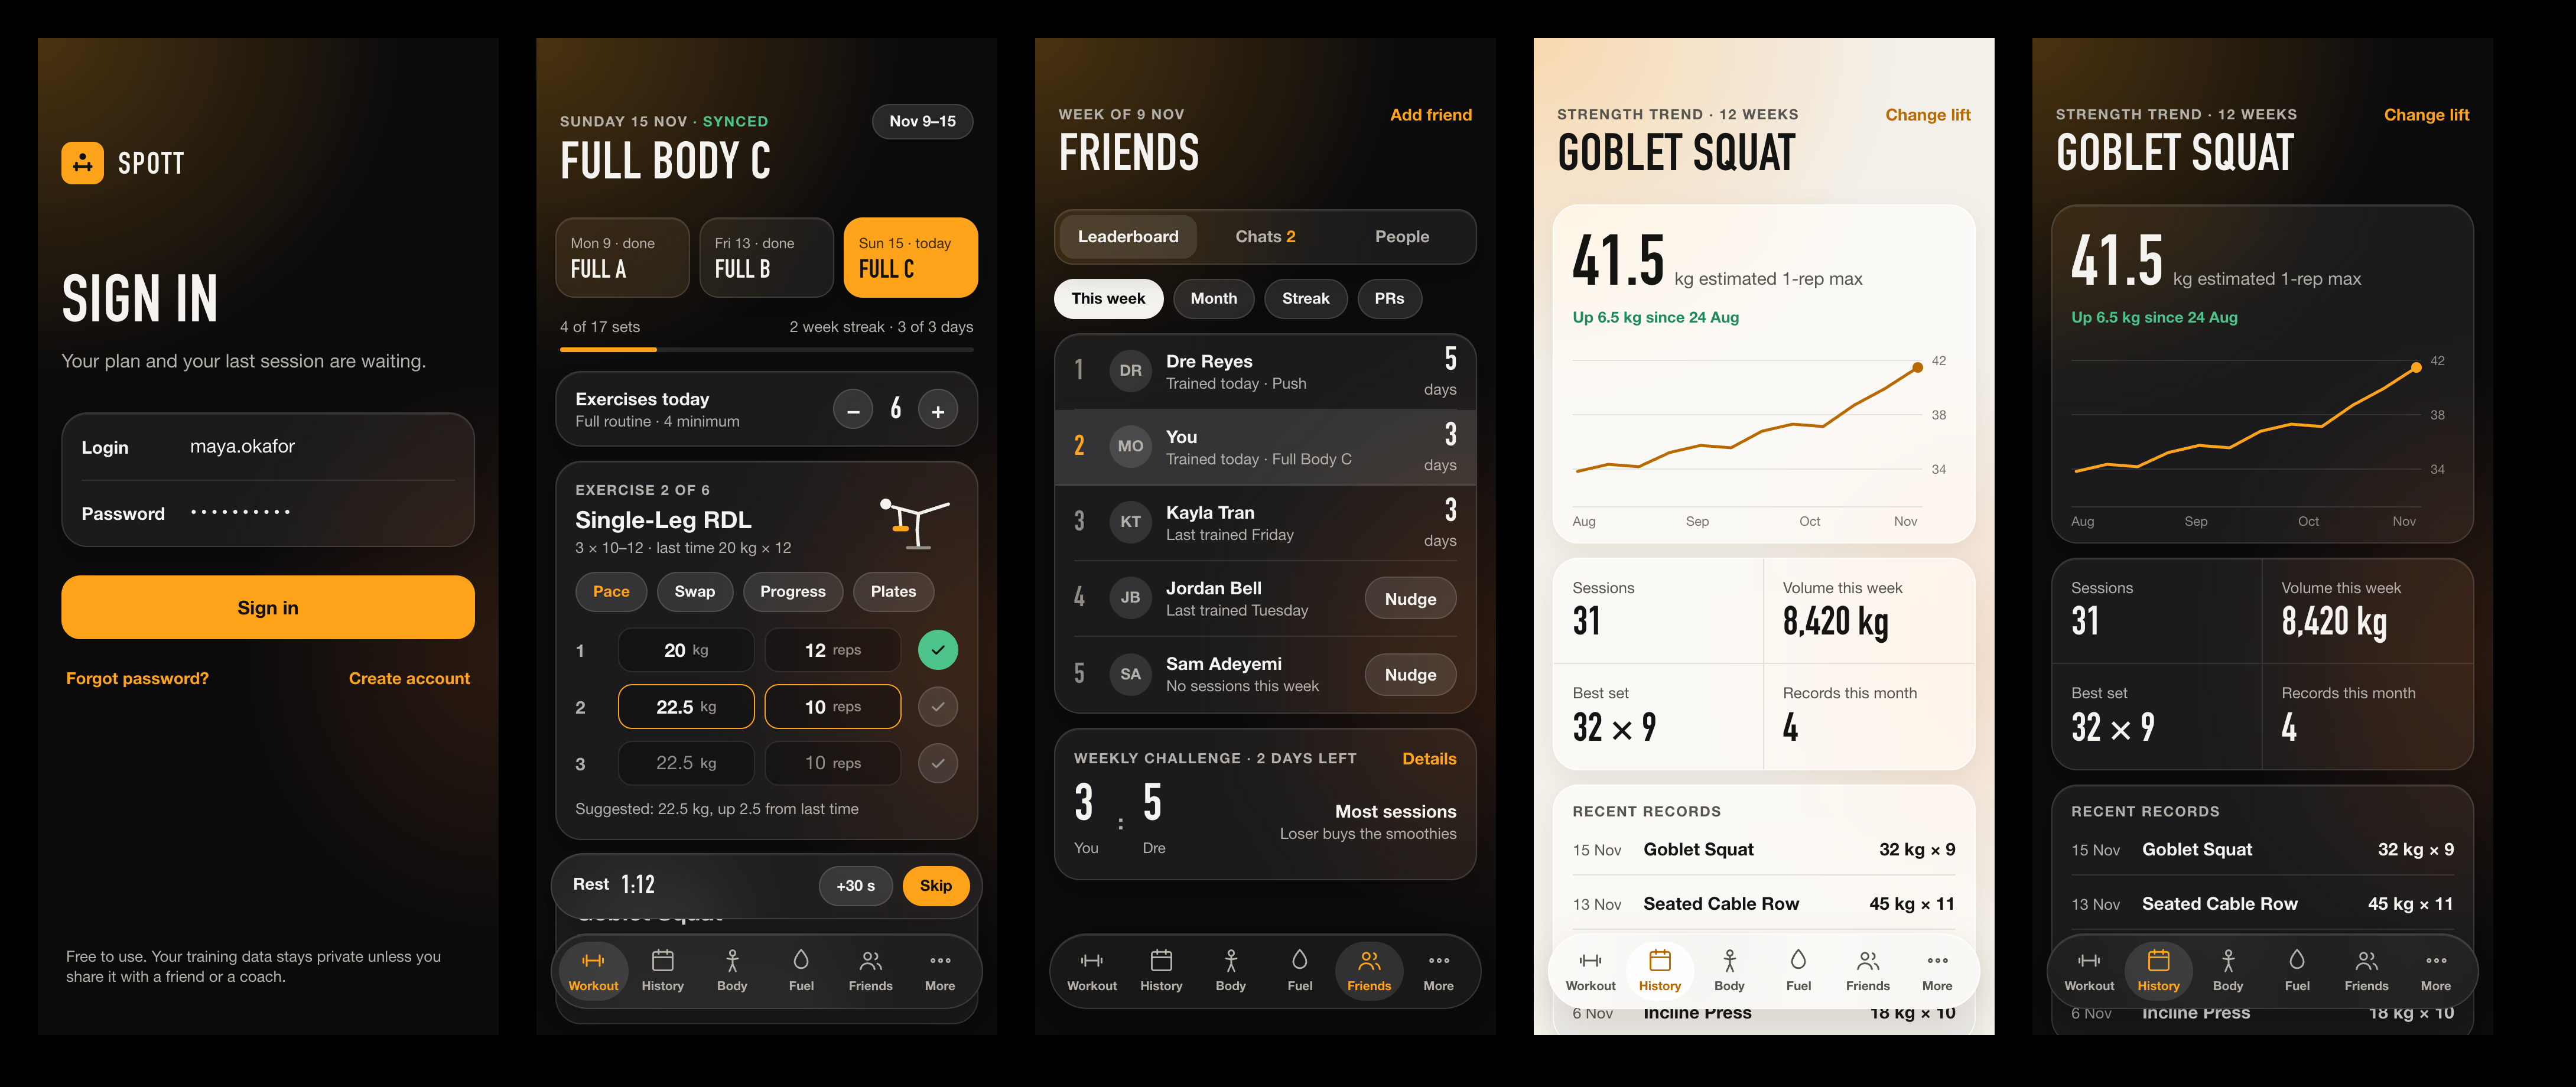 SPOTT
SIGN IN
Your plan and your last session are waiting.
Login maya.okafor
Password ••••••••••
Sign in
Forgot password? Create account
Free to use. Your training data stays private unless you
share it with a friend or a coach.
SUNDAY 15 NOV · SYNCED
Nov 9–15
FULL BODY C
Mon 9 · done
FULL A
Fri 13 · done
FULL B
Sun 15 · today
FULL C
4 of 17 sets 2 week streak · 3 of 3 days
Exercises today
Full routine · 4 minimum
− 6 +
EXERCISE 2 OF 6
Single-Leg RDL
3 × 10–12 · last time 20 kg × 12
Pace Swap Progress Plates
1 20 kg 12 reps
2 22.5 kg 10 reps
3 22.5 kg 10 reps
Suggested: 22.5 kg, up 2.5 from last time
Rest 1:12 +30 s Skip
Goblet Squat
Workout History Body Fuel Friends More
WEEK OF 9 NOV
Add friend
FRIENDS
Leaderboard Chats 2 People
This week Month Streak PRs
1 DR Dre Reyes 5
Trained today · Push days
2 MO You 3
Trained today · Full Body C days
3 KT Kayla Tran 3
Last trained Friday days
4 JB Jordan Bell Nudge
Last trained Tuesday
5 SA Sam Adeyemi Nudge
No sessions this week
WEEKLY CHALLENGE · 2 DAYS LEFT Details
3 : 5
You Dre
Most sessions
Loser buys the smoothies
Workout History Body Fuel Friends More
STRENGTH TREND · 12 WEEKS
Change lift
GOBLET SQUAT
41.5 kg estimated 1-rep max
Up 6.5 kg since 24 Aug
42
38
34
Aug Sep Oct Nov
Sessions
31
Volume this week
8,420 kg
Best set
32 × 9
Records this month
4
RECENT RECORDS
15 Nov Goblet Squat 32 kg × 9
13 Nov Seated Cable Row 45 kg × 11
Workout History Body Fuel Friends More
6 Nov Incline Press 18 kg × 10
STRENGTH TREND · 12 WEEKS
Change lift
GOBLET SQUAT
41.5 kg estimated 1-rep max
Up 6.5 kg since 24 Aug
42
38
34
Aug Sep Oct Nov
Sessions
31
Volume this week
8,420 kg
Best set
32 × 9
Records this month
4
RECENT RECORDS
15 Nov Goblet Squat 32 kg × 9
13 Nov Seated Cable Row 45 kg × 11
Workout History Body Fuel Friends More
6 Nov Incline Press 18 kg × 10